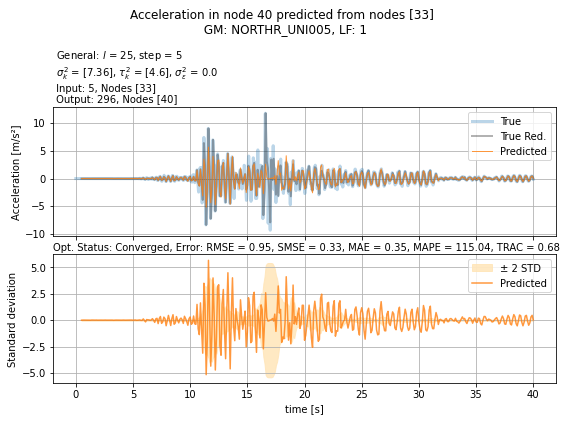 Acceleration in node 40 predicted from nodes [33]
GM: NORTHR_UNI005, LF: 1
General: l = 25, step = 5
σ²ₖ = [7.36], τ²ₖ = [4.6], σ²ε = 0.0
Input: 5, Nodes [33]
Output: 296, Nodes [40]
Acceleration [m/s²]
10
5
0
−5
−10
True
True Red.
Predicted
Opt. Status: Converged, Error: RMSE = 0.95, SMSE = 0.33, MAE = 0.35, MAPE = 115.04, TRAC = 0.68
Standard deviation
5.0
2.5
0.0
−2.5
−5.0
± 2 STD
Predicted
0 5 10 15 20 25 30 35 40
time [s]